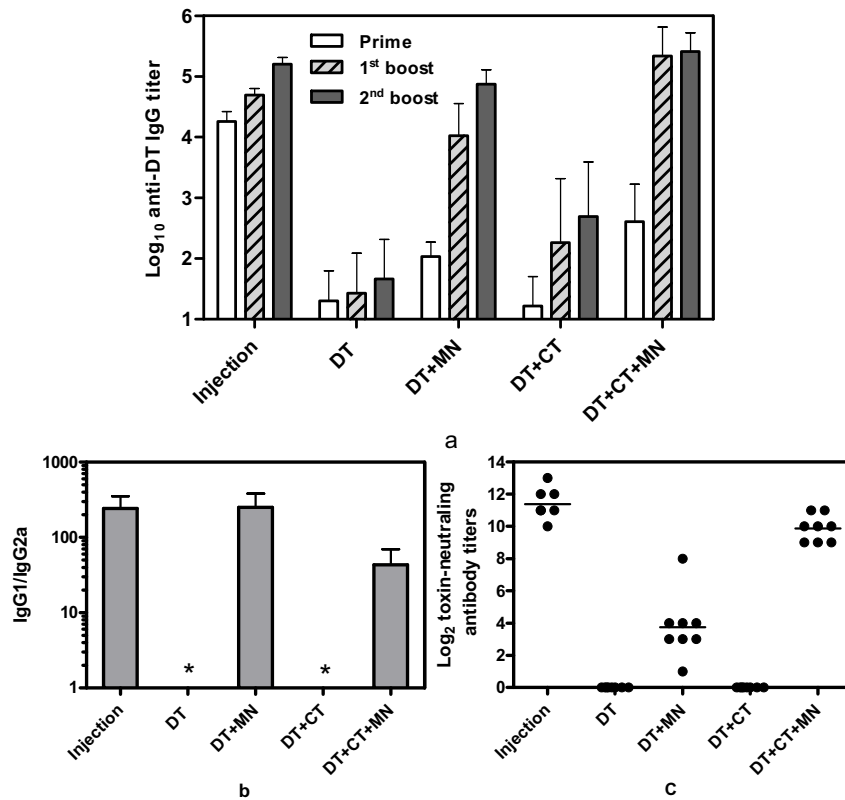 6
5
4
3
2
1
Log10 anti-DT IgG titer
Prime
1st boost
2nd boost
Injection
DT
DT+MN
DT+CT
DT+CT+MN
a
1000
100
10
1
IgG1/IgG2a
*
*
Injection
DT
DT+MN
DT+CT
DT+CT+MN
b
14
12
10
8
6
4
2
0
Log2 toxin-neutraling
antibody titers
Injection
DT
DT+MN
DT+CT
DT+CT+MN
C